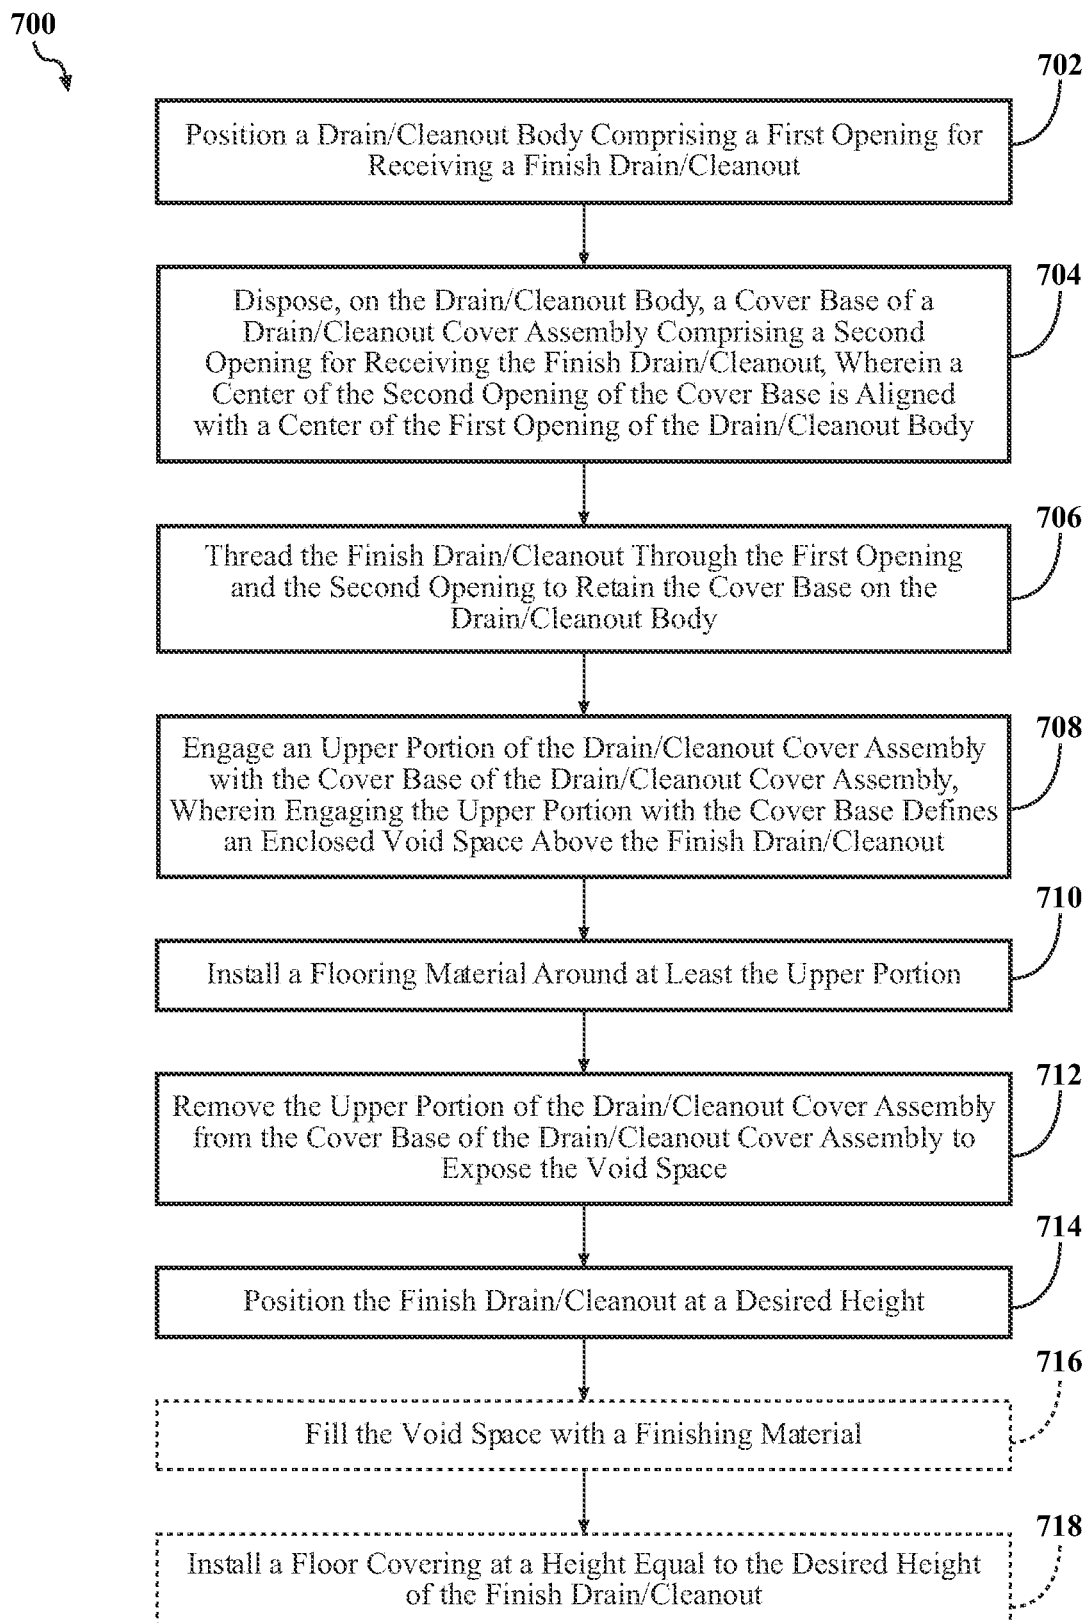 700
702
Position a Drain/Cleanout Body Comprising a First Opening for
Receiving a Finish Drain/Cleanout
704
Dispose, on the Drain/Cleanout Body, a Cover Base of a
Drain/Cleanout Cover Assembly Comprising a Second
Opening for Receiving the Finish Drain/Cleanout, Wherein a
Center of the Second Opening of the Cover Base is Aligned
with a Center of the First Opening of the Drain/Cleanout Body
706
Thread the Finish Drain/Cleanout Through the First Opening
and the Second Opening to Retain the Cover Base on the
Drain/Cleanout Body
708
Engage an Upper Portion of the Drain/Cleanout Cover Assembly
with the Cover Base of the Drain/Cleanout Cover Assembly,
Wherein Engaging the Upper Portion with the Cover Base Defines
an Enclosed Void Space Above the Finish Drain/Cleanout
710
Install a Flooring Material Around at Least the Upper Portion
712
Remove the Upper Portion of the Drain/Cleanout Cover Assembly
from the Cover Base of the Drain/Cleanout Cover Assembly to
Expose the Void Space
714
Position the Finish Drain/Cleanout at a Desired Height
716
Fill the Void Space with a Finishing Material
718
Install a Floor Covering at a Height Equal to the Desired Height
of the Finish Drain/Cleanout